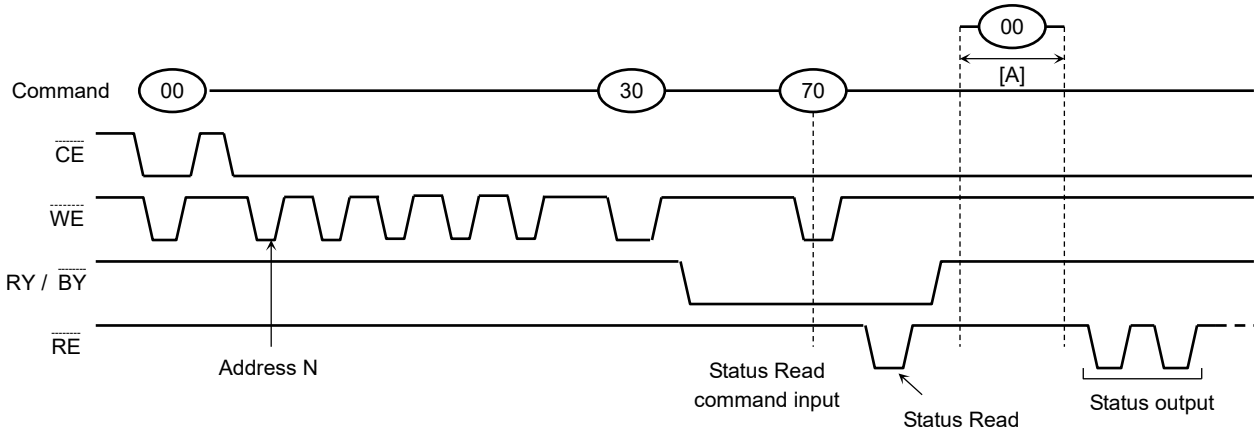 00
[A]
Command 00 30 70
CE
WE
RY / BY
RE
Address N
Status Read
command input
Status Read
Status output